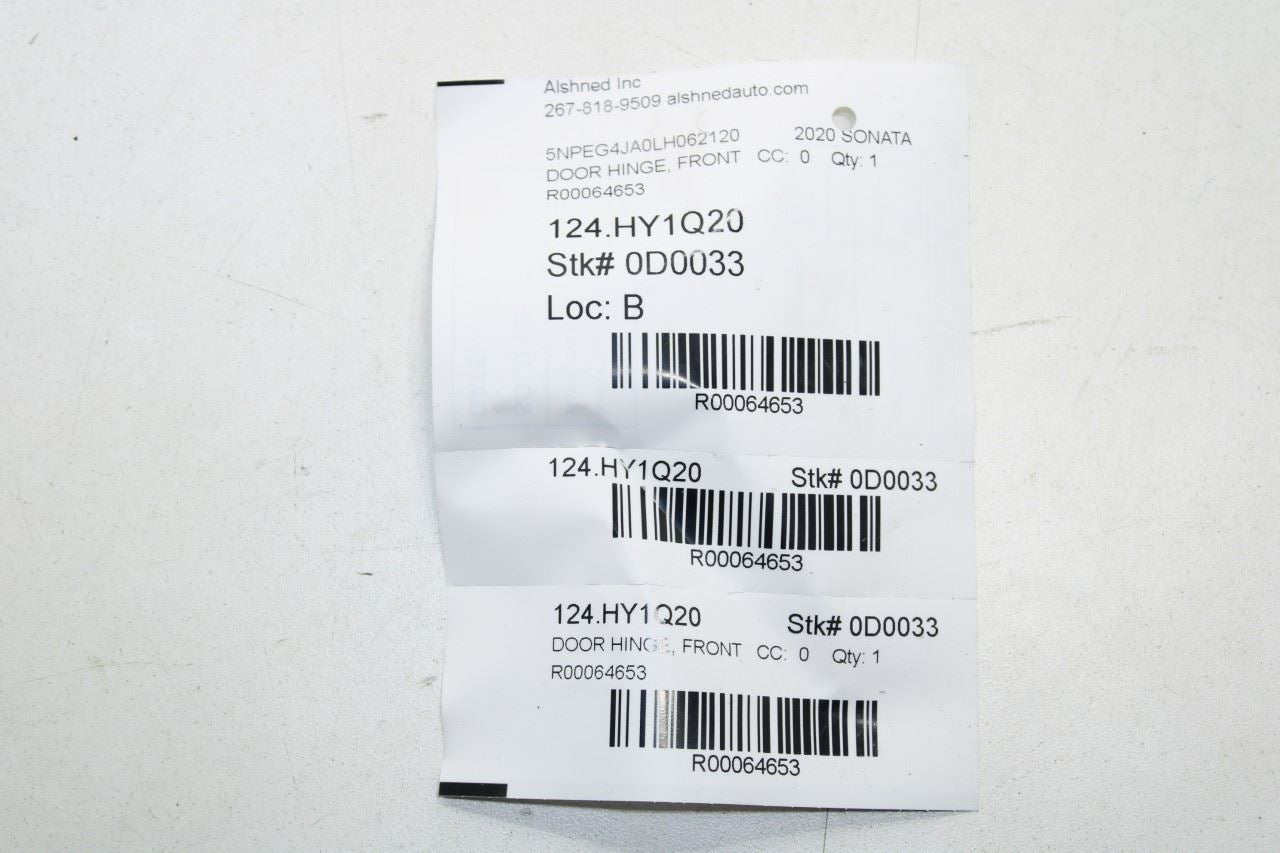 Alshned Inc
267-818-9509 alshnedauto.com
5NPEG4JA0LH062120 2020 SONATA
DOOR HINGE, FRONT CC: 0 Qty: 1
R00064653
124.HY1Q20
Stk# 0D0033
Loc: B
R00064653
124.HY1Q20 Stk# 0D0033
R00064653
124.HY1Q20 Stk# 0D0033
DOOR HINGE, FRONT CC: 0 Qty: 1
R00064653
R00064653